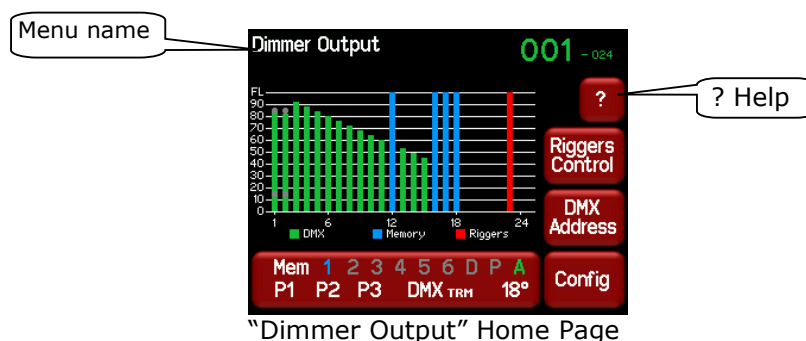 Menu name
Dimmer Output
001 - 024
?
? Help
FL
90
80
70
60
50
40
30
20
10
0
1 6 12 18 24
DMX Memory Riggers
Riggers
Control
DMX
Address
Config
Mem 1 2 3 4 5 6 D P A
P1 P2 P3 DMX TRM 18°
“Dimmer Output” Home Page